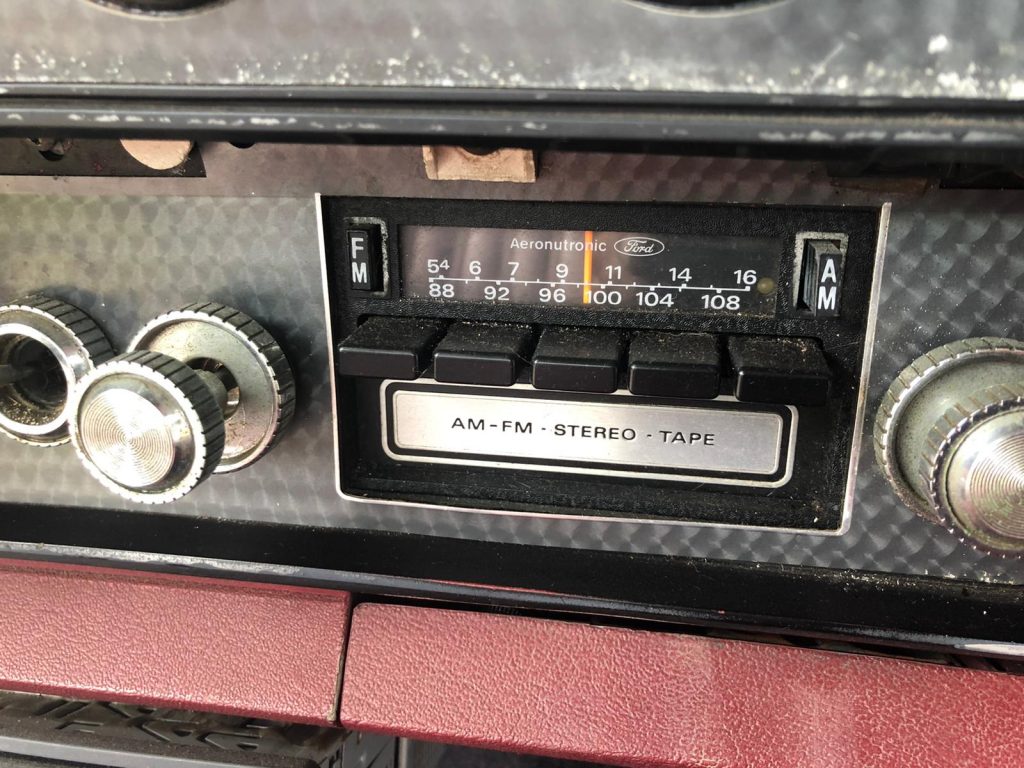 FM
Aeronutronic Ford
54 6 7 9 11 14 16
88 92 96 100 104 108
AM
AM-FM - STEREO - TAPE